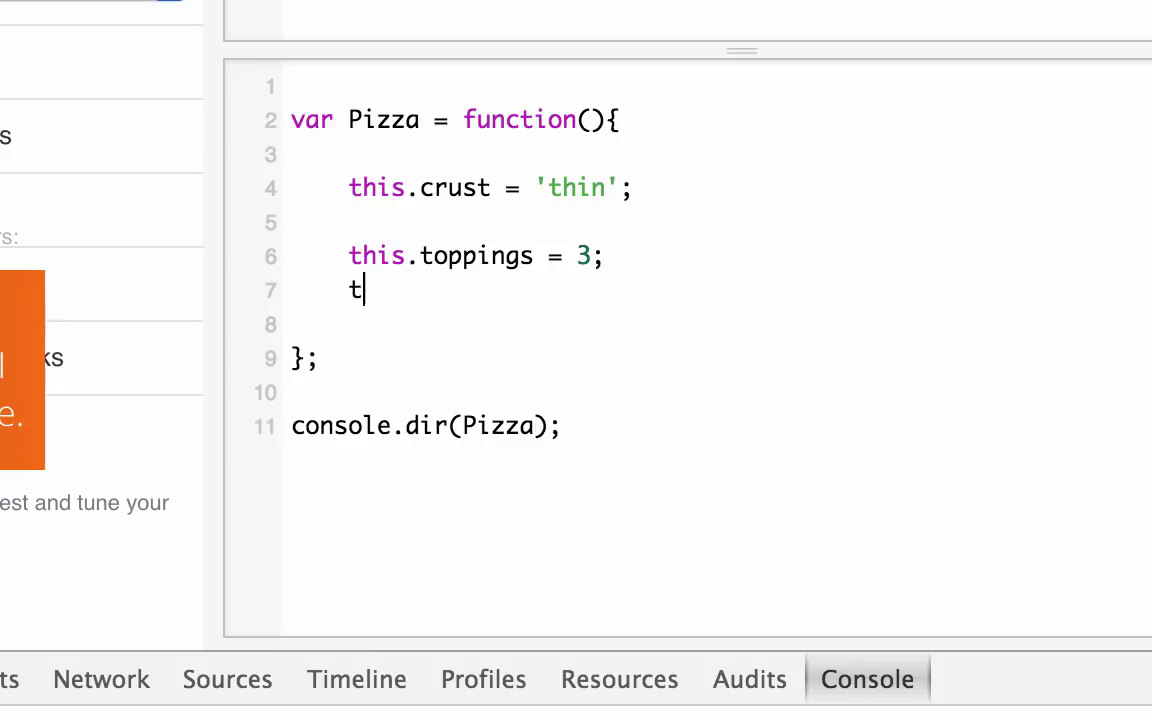 1
2 var Pizza = function(){
3
4 this.crust = 'thin';
5
6 this.toppings = 3;
7 t
8
9 };
10
11 console.dir(Pizza);
s
rs:
ks
e.
est and tune your
ts Network Sources Timeline Profiles Resources Audits Console